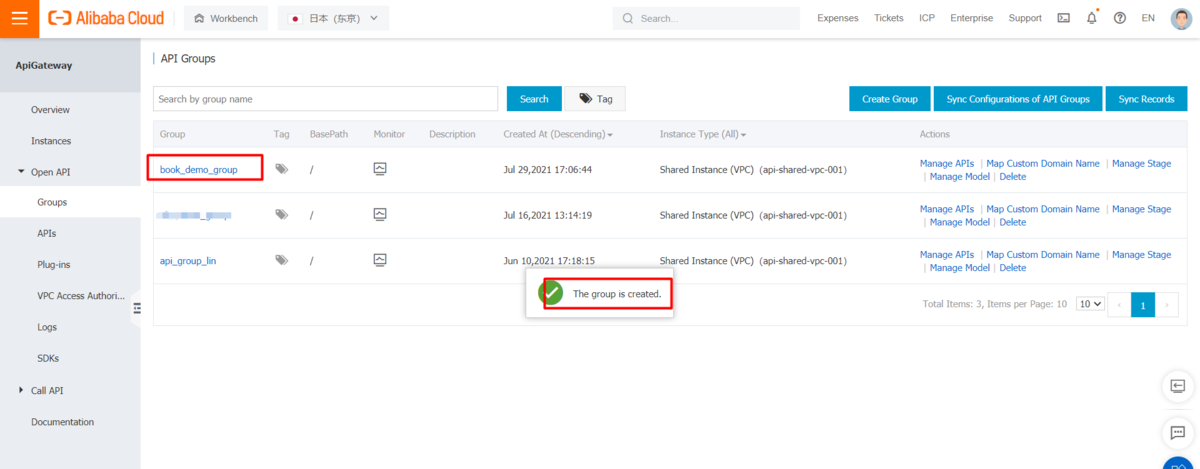 Alibaba Cloud
Workbench
日本（东京）
Search...
Expenses
Tickets
ICP
Enterprise
Support
EN
ApiGateway
Overview
Instances
Open API
Groups
APIs
Plug-ins
VPC Access Authori...
Logs
SDKs
Call API
Documentation
API Groups
Search by group name
Search
Tag
Create Group
Sync Configurations of API Groups
Sync Records
Group Tag BasePath Monitor Description Created At (Descending) Instance Type (All) Actions
book_demo_group / Jul 29,2021 17:06:44 Shared Instance (VPC) (api-shared-vpc-001) Manage APIs | Map Custom Domain Name | Manage Stage
| Manage Model | Delete
/ Jul 16,2021 13:14:19 Shared Instance (VPC) (api-shared-vpc-001) Manage APIs | Map Custom Domain Name | Manage Stage
| Manage Model | Delete
api_group_lin / Jun 10,2021 17:18:15 Shared Instance (VPC) (api-shared-vpc-001) Manage APIs | Map Custom Domain Name | Manage Stage
| Manage Model | Delete
The group is created.
Total Items: 3, Items per Page: 10 10 ‹ 1 ›